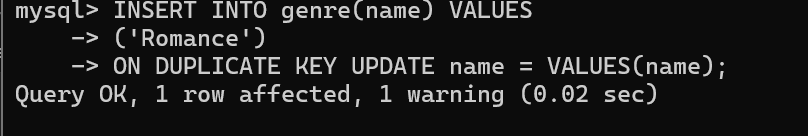 mysql> INSERT INTO genre(name) VALUES
    -> ('Romance')
    -> ON DUPLICATE KEY UPDATE name = VALUES(name);
Query OK, 1 row affected, 1 warning (0.02 sec)